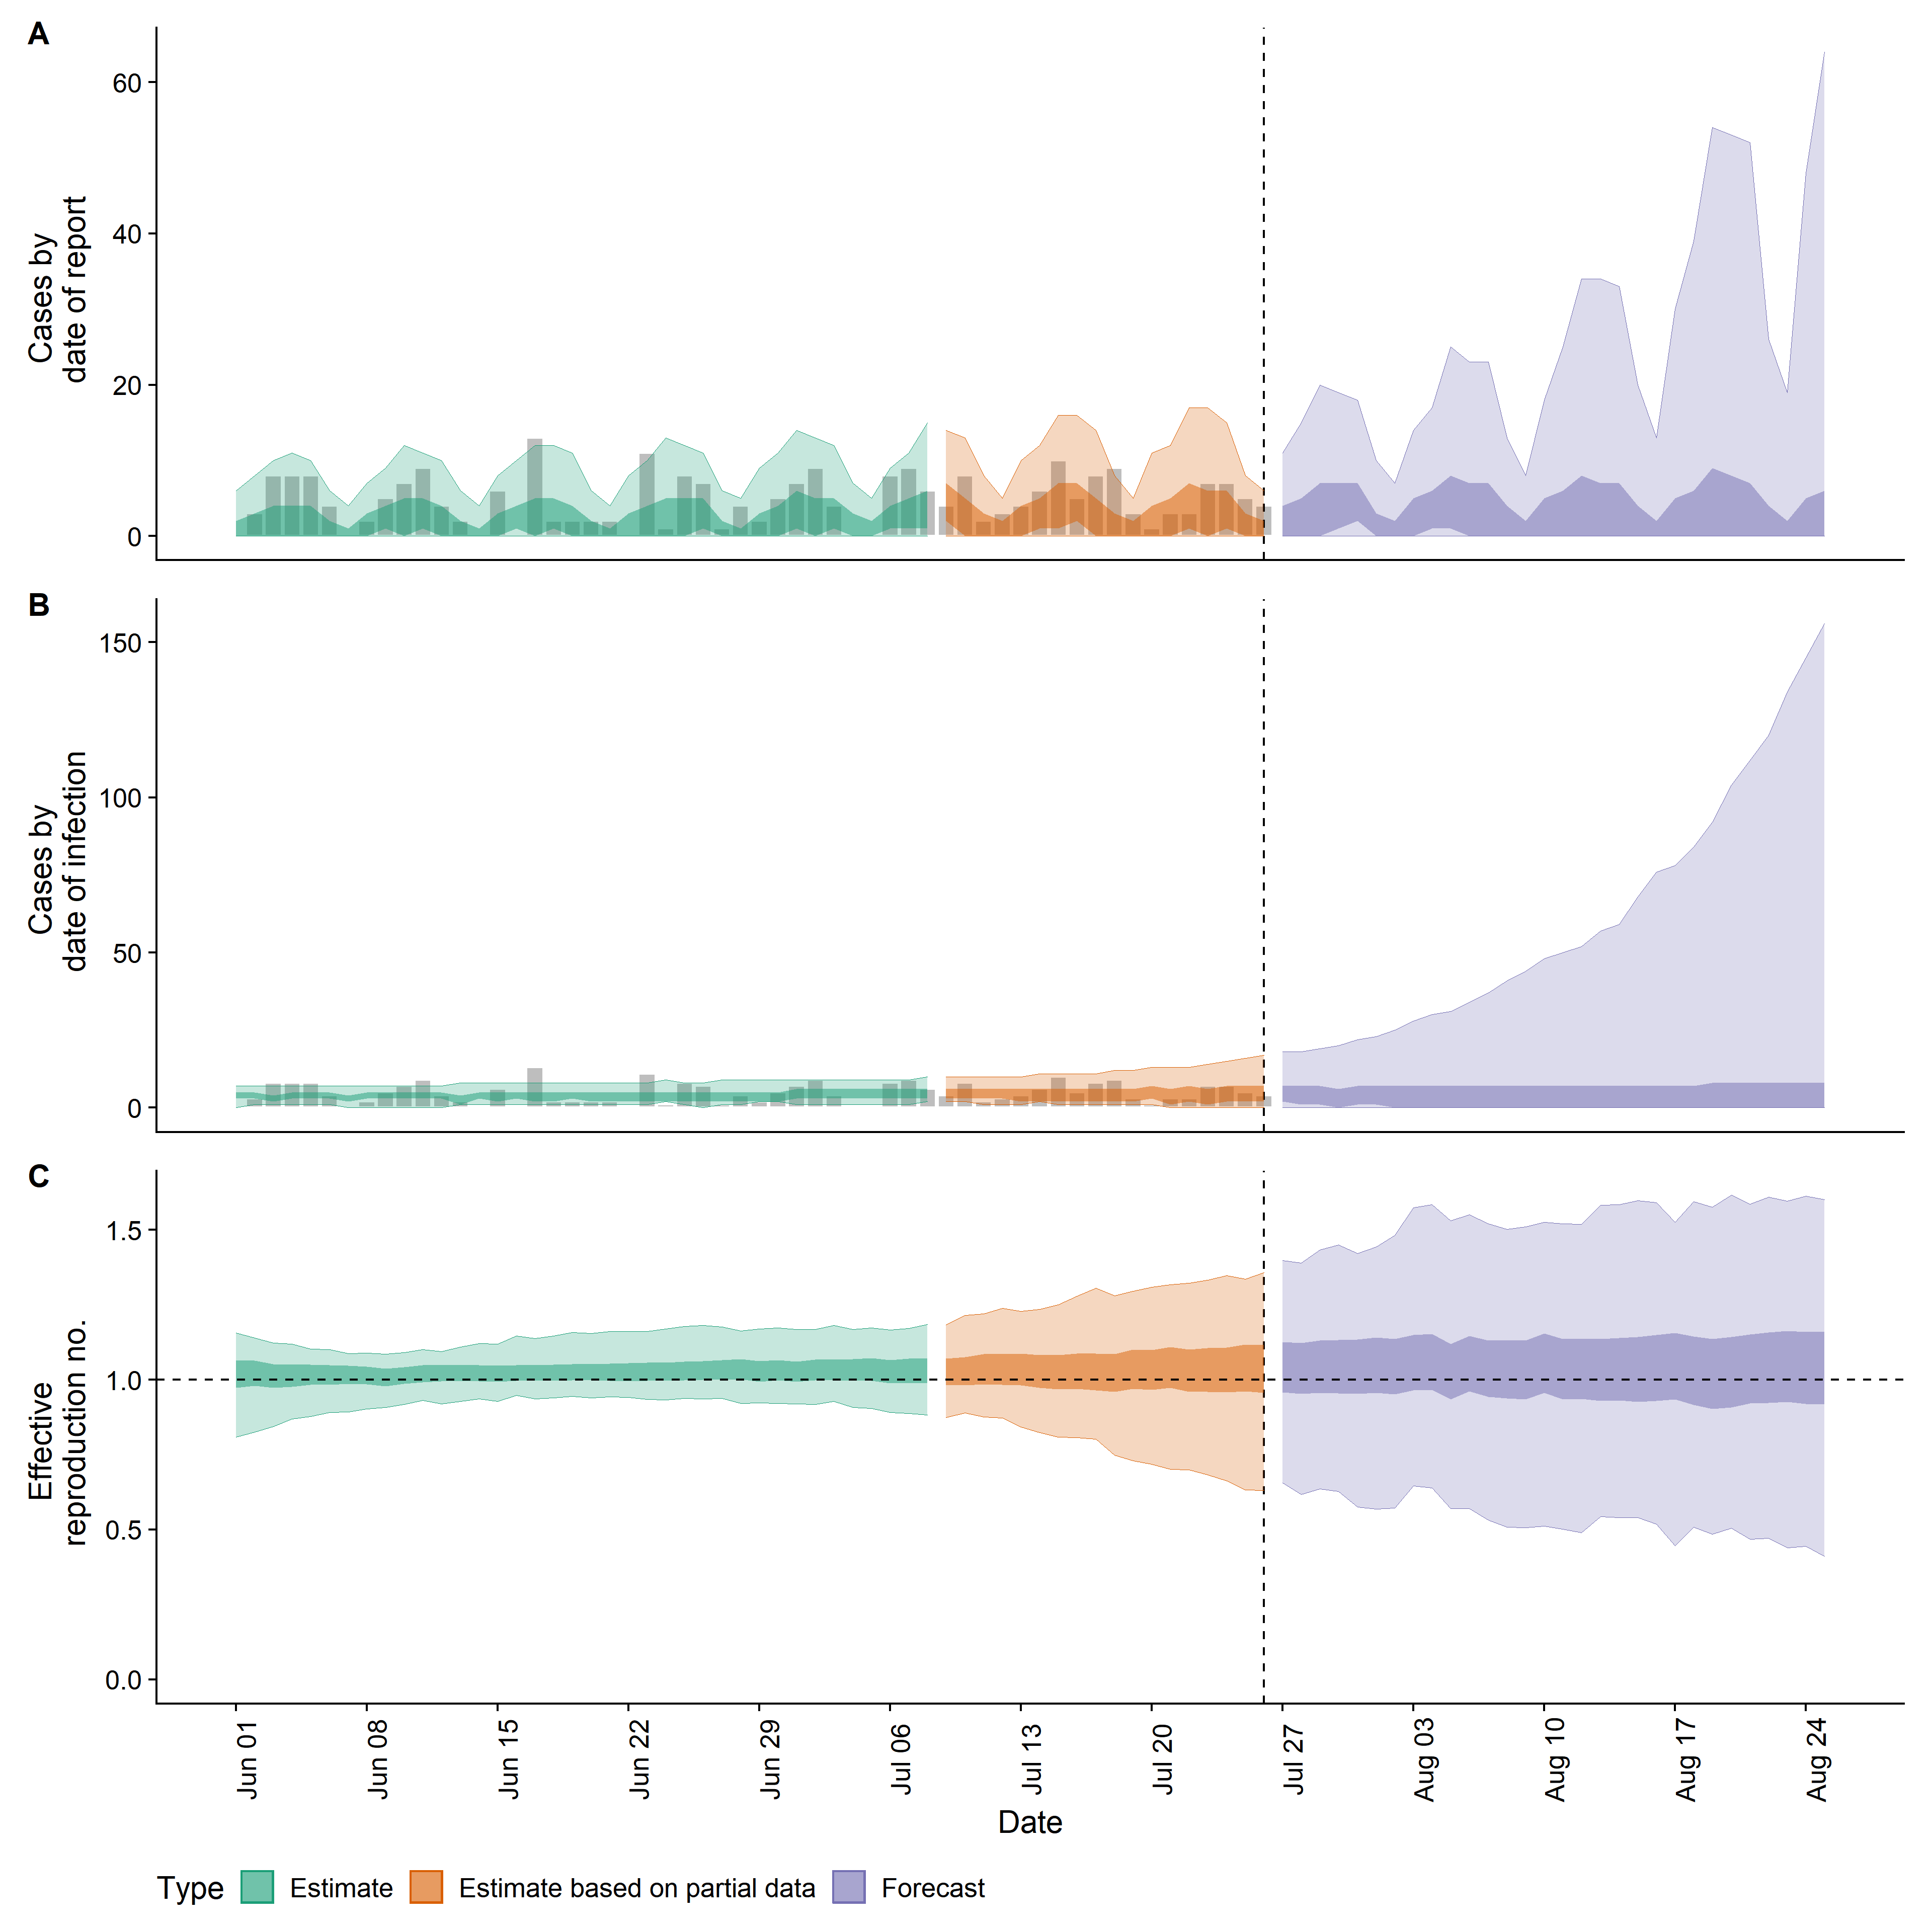 A
Cases by
date of report
60
40
20
0
B
Cases by
date of infection
150
100
50
0
C
Effective
reproduction no.
1.5
1.0
0.5
0.0
Jun 01
Jun 08
Jun 15
Jun 22
Jun 29
Jul 06
Jul 13
Jul 20
Jul 27
Aug 03
Aug 10
Aug 17
Aug 24
Date
Type Estimate Estimate based on partial data Forecast